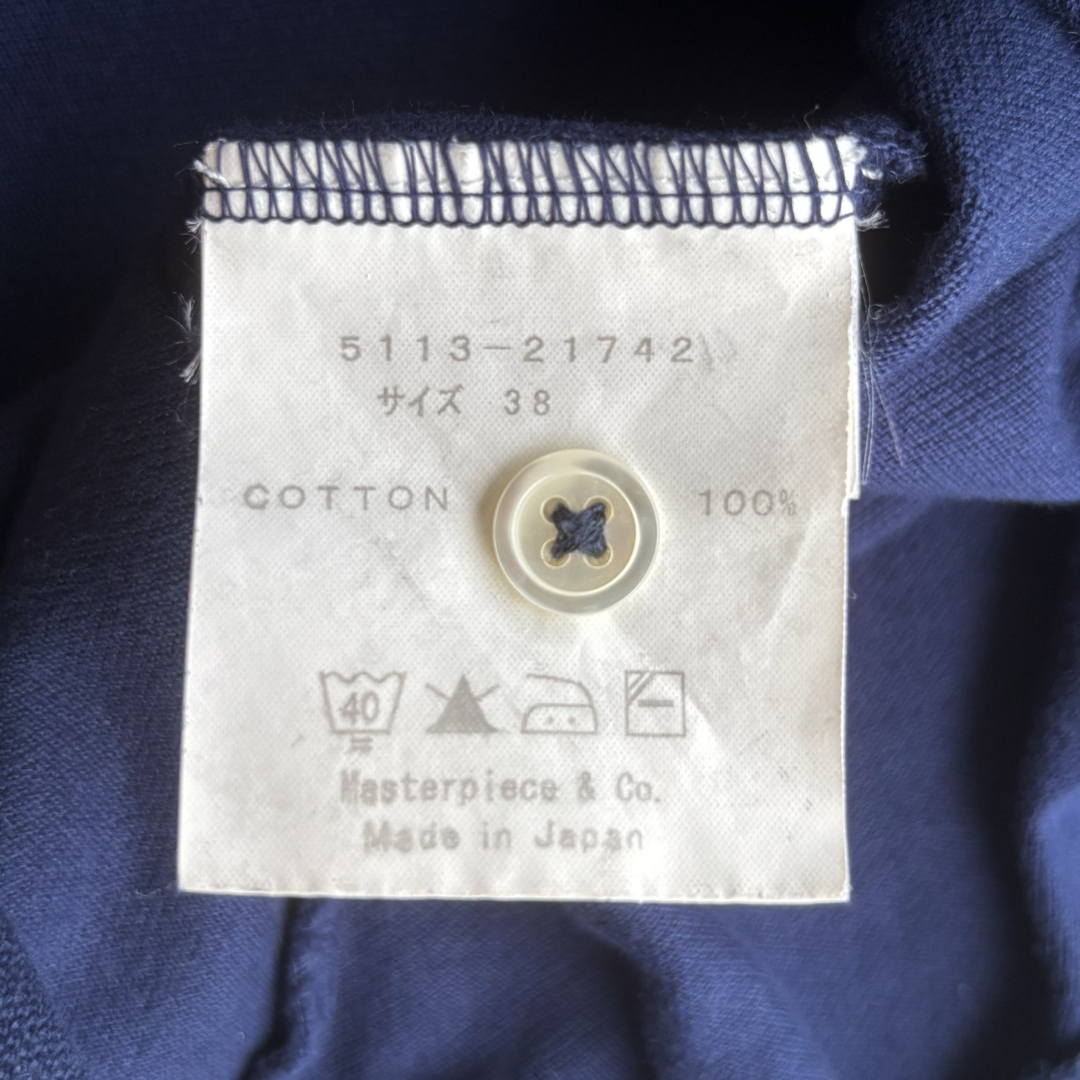 5113-21742
サイズ 38
COTTON 100%
40
Masterpiece & Co.
Made in Japan